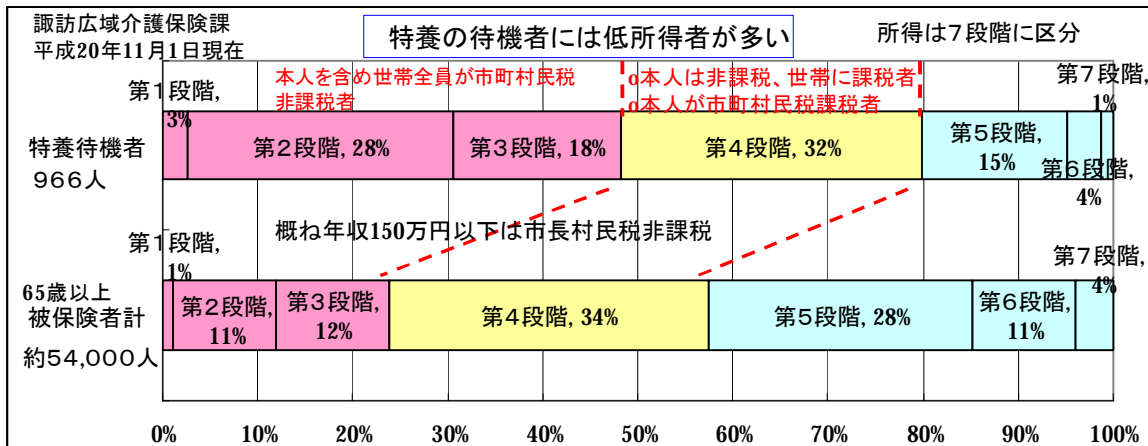 諏訪広域介護保険課
平成20年11月1日現在
特養の待機者には低所得者が多い
所得は７段階に区分
本人を含め世帯全員が市町村民税
非課税者
o本人は非課税、世帯に課税者
o本人が市町村民税課税者
特養待機者
９６６人
第１段階,
3%
第２段階, 28%
第３段階, 18%
第４段階, 32%
第５段階,
15%
第６段階,
4%
第７段階,
1%
概ね年収150万円以下は市長村民税非課税
65歳以上
被保険者計
約54,000人
第１段階,
1%
第２段階,
11%
第３段階,
12%
第４段階, 34%
第５段階, 28%
第６段階,
11%
第７段階,
4%
0% 10% 20% 30% 40% 50% 60% 70% 80% 90% 100%